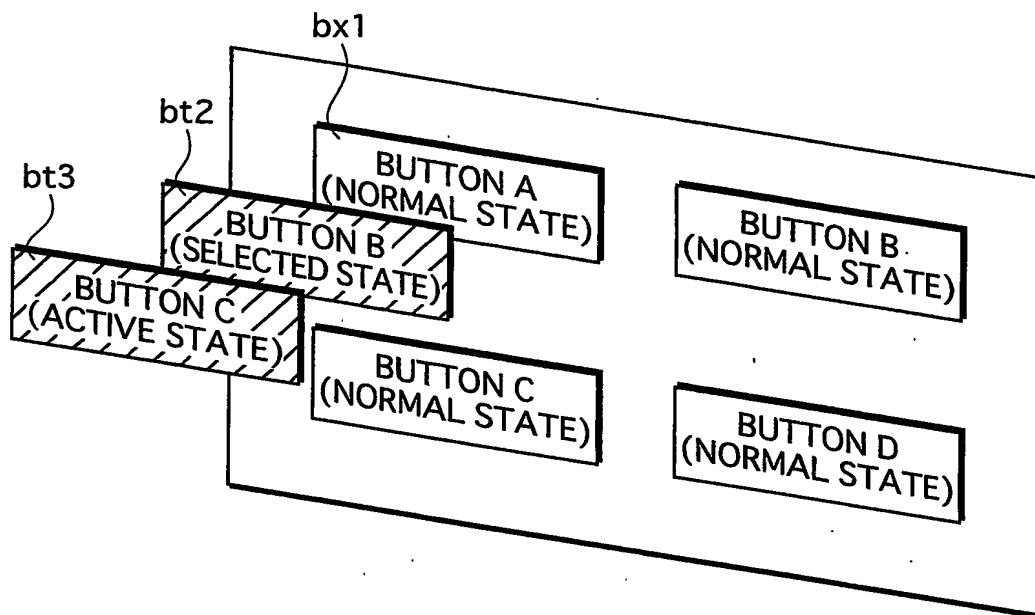 bx1
bt2
bt3
BUTTON A
(NORMAL STATE)
BUTTON B
(SELECTED STATE)
BUTTON C
(ACTIVE STATE)
BUTTON B
(NORMAL STATE)
BUTTON C
(NORMAL STATE)
BUTTON D
(NORMAL STATE)